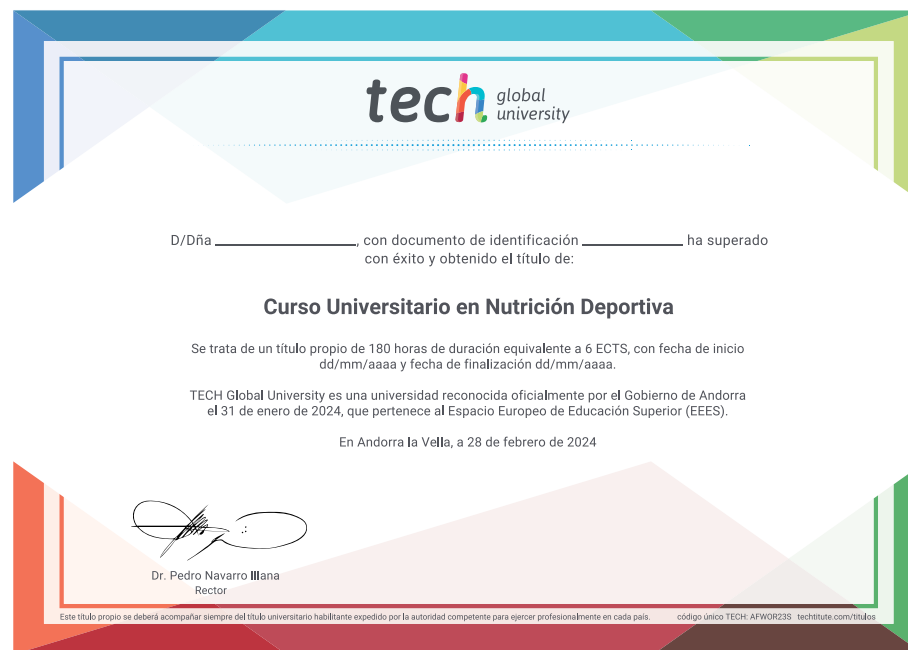 tech global university
D/Dña ____________________, con documento de identificación ______________ ha superado
con éxito y obtenido el título de:
Curso Universitario en Nutrición Deportiva
Se trata de un título propio de 180 horas de duración equivalente a 6 ECTS, con fecha de inicio
dd/mm/aaaa y fecha de finalización dd/mm/aaaa.
TECH Global University es una universidad reconocida oficialmente por el Gobierno de Andorra
el 31 de enero de 2024, que pertenece al Espacio Europeo de Educación Superior (EEES).
En Andorra la Vella, a 28 de febrero de 2024
Dr. Pedro Navarro Illana
Rector
Este título propio se deberá acompañar siempre del título universitario habilitante expedido por la autoridad competente para ejercer profesionalmente en cada país. código único TECH: AFWOR23S techtitute.com/titulos